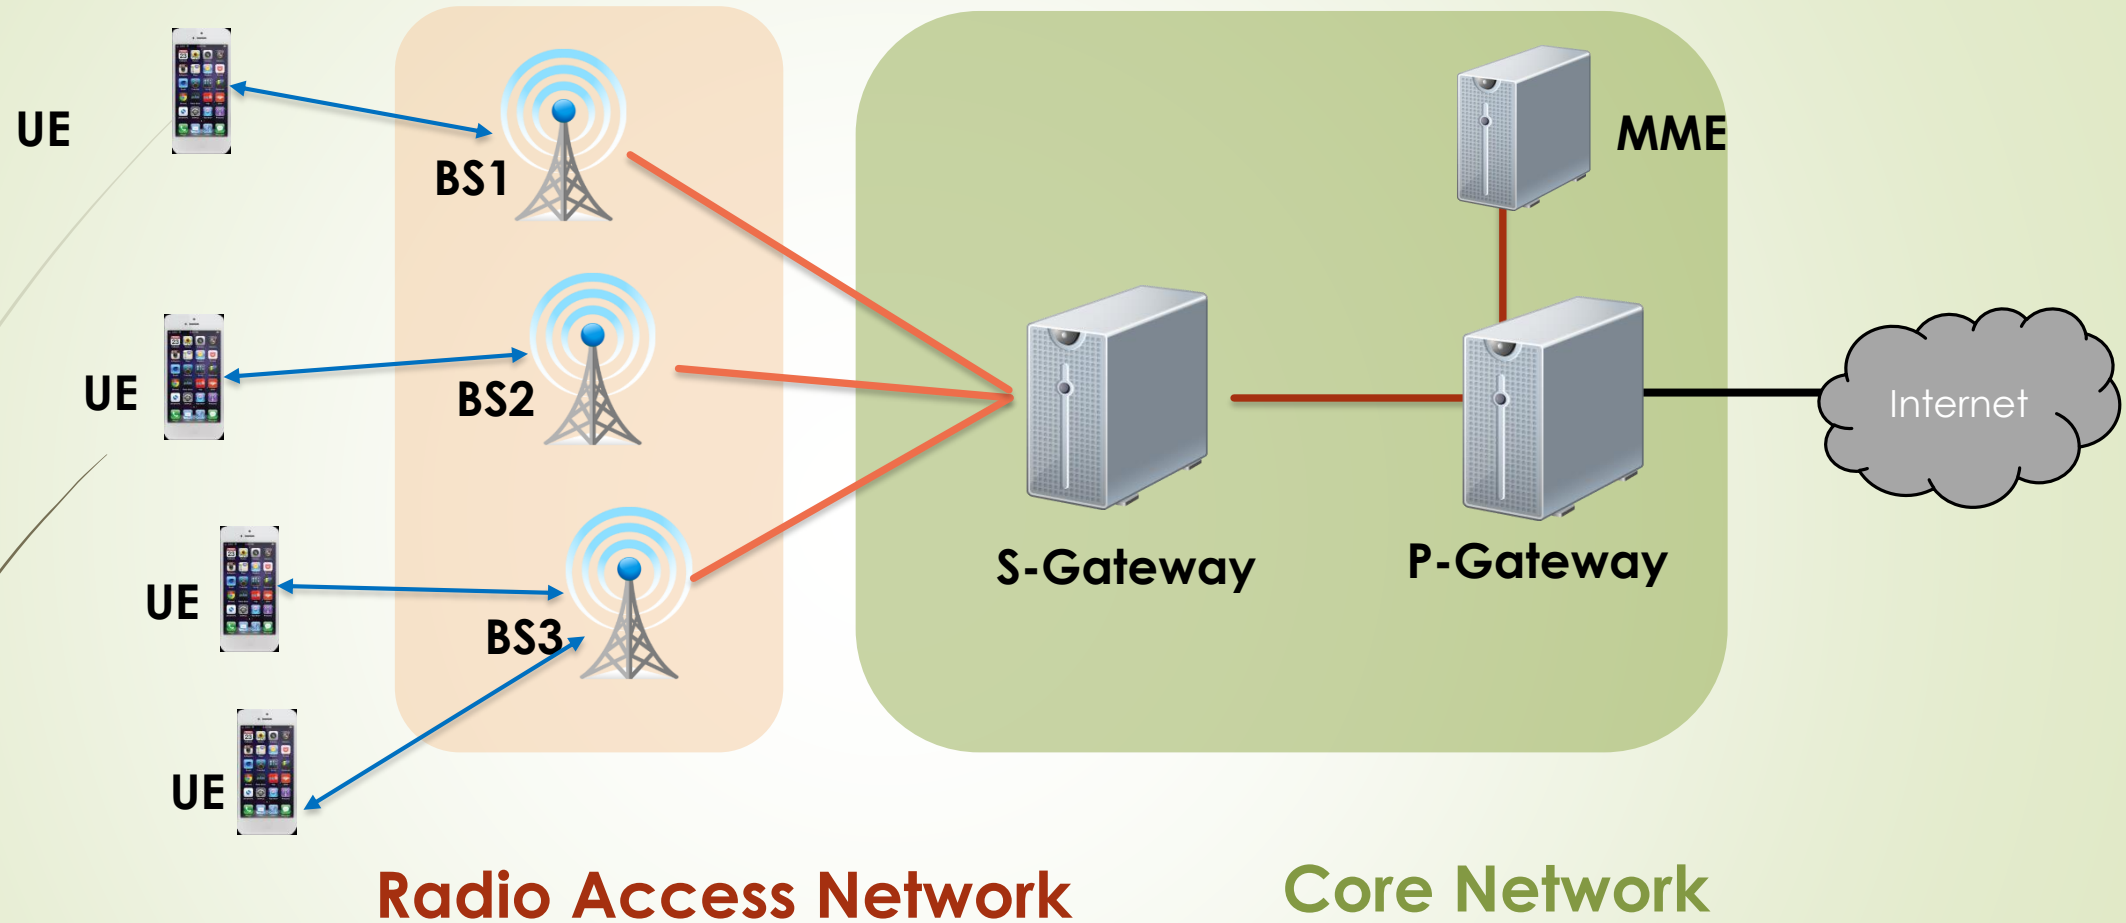 UE
BS1
MME
UE
BS2
Internet
S-Gateway
P-Gateway
UE
BS3
UE
Radio Access Network
Core Network